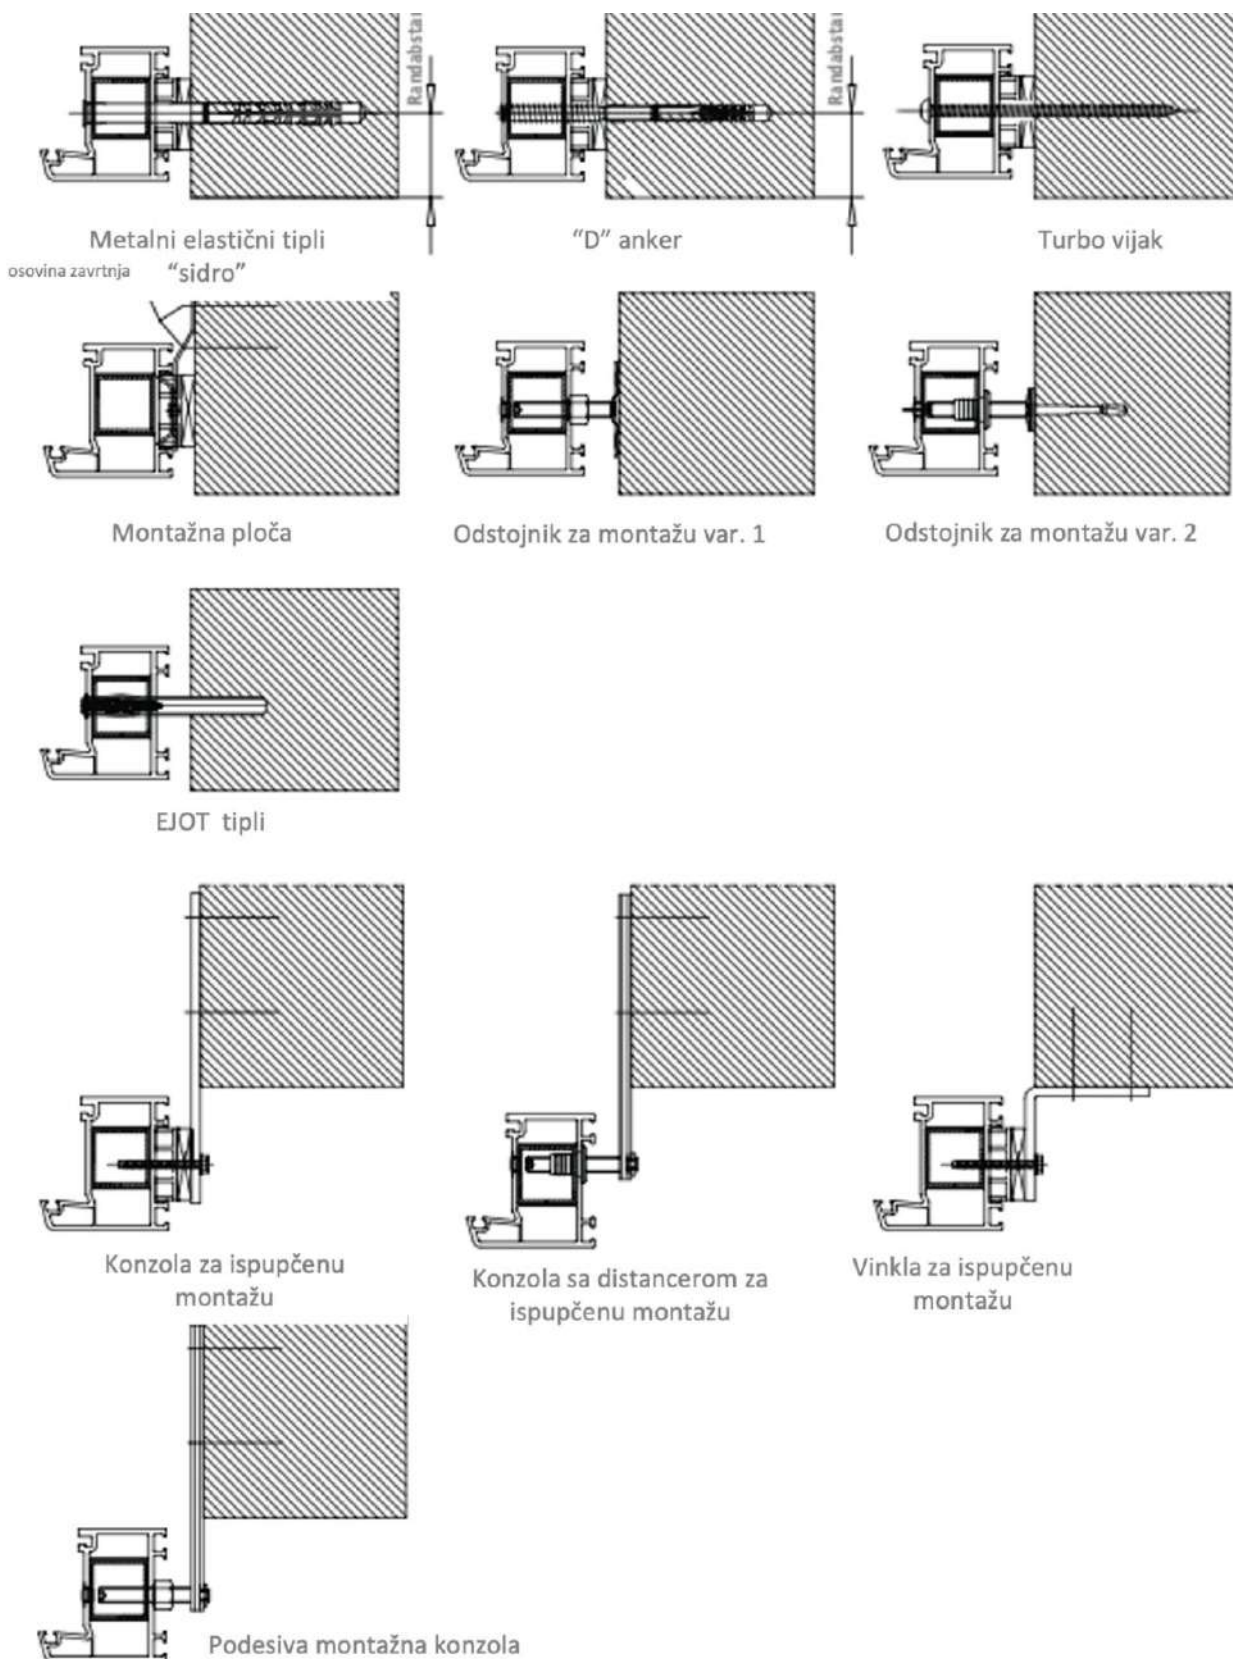 Randabstai
Randabstai
Metalni elastični tipli
"sidro"
"D" anker
Turbo vijak
osovina zavrtnja
Montažna ploča
Odstojnik za montažu var. 1
Odstojnik za montažu var. 2
EJOT tipli
Konzola za ispupčenu
montažu
Konzola sa distancerom za
ispupčenu montažu
Vinkla za ispupčenu
montažu
Podesiva montažna konzola